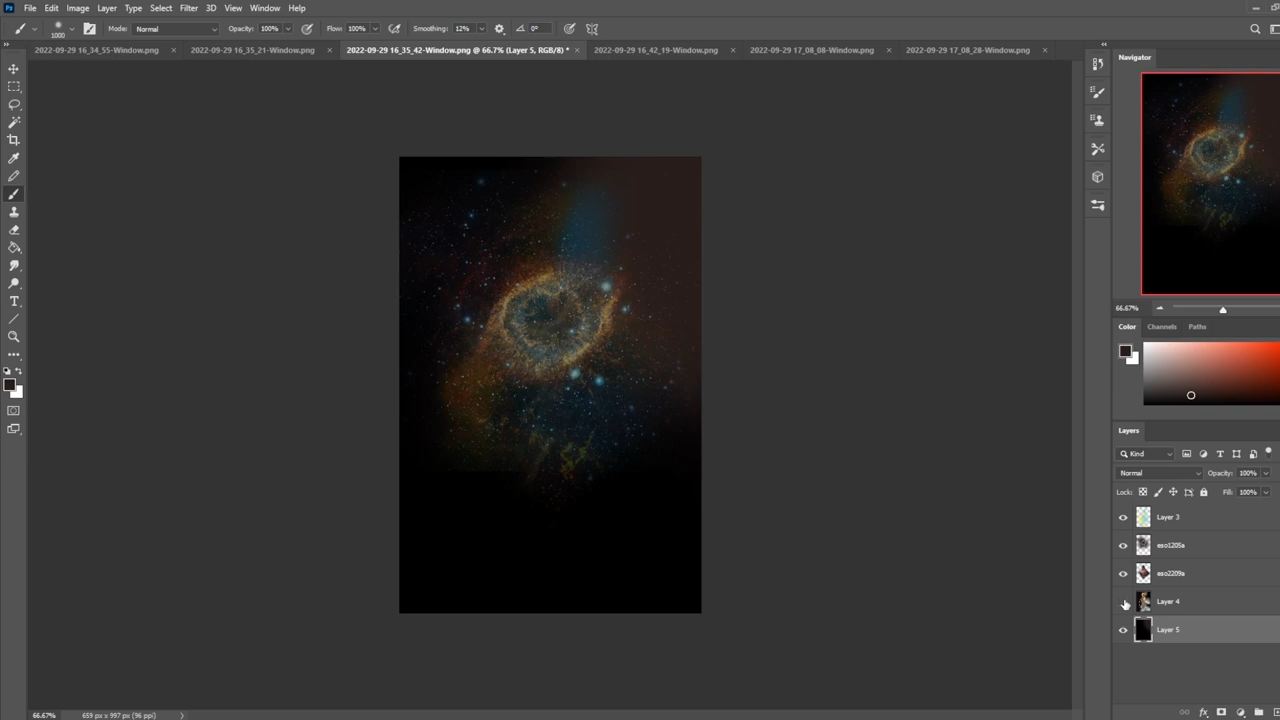 Ps File Edit Image Layer Type Select Filter 3D View Window Help
1000 Mode: Normal Opacity: 100% Flow: 100% Smoothing: 12% 0°
2022-09-29 16_34_55-Window.png × 2022-09-29 16_35_21-Window.png × 2022-09-29 16_35_42-Window.png @ 66.7% (Layer 5, RGB/8) * × 2022-09-29 16_42_19-Window.png × 2022-09-29 17_08_08-Window.png × 2022-09-29 17_08_28-Window.png ×
Navigator
66.67%
Color Channels Paths
Layers
Kind
Normal Opacity: 100%
Lock: Fill: 100%
Layer 3
eso1205a
eso2209a
Layer 4
Layer 5
66.67% 659 px x 997 px (96 ppi)
fx